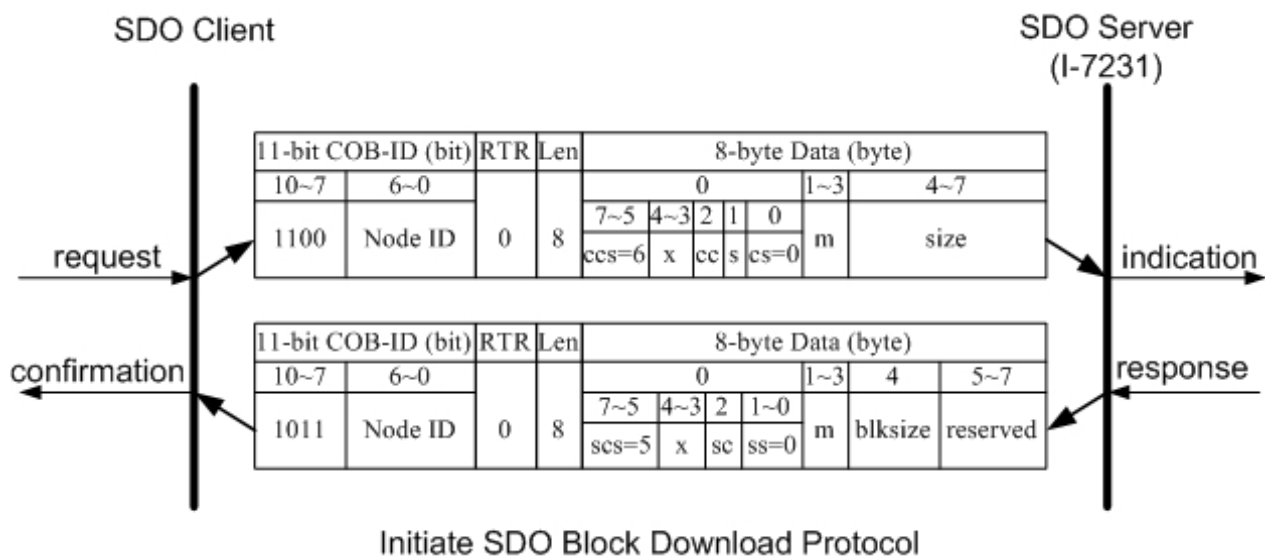 SDO Client
SDO Server
(I-7231)
11-bit COB-ID (bit) RTR Len 8-byte Data (byte)
10~7 6~0 0 1~3 4~7
7~5 4~3 2 1 0
1100 Node ID 0 8 m size
ccs=6 x cc s cs=0
request
indication
11-bit COB-ID (bit) RTR Len 8-byte Data (byte)
confirmation
response
10~7 6~0 0 1~3 4 5~7
7~5 4~3 2 1~0
1011 Node ID 0 8 m blksize reserved
scs=5 x sc ss=0
Initiate SDO Block Download Protocol